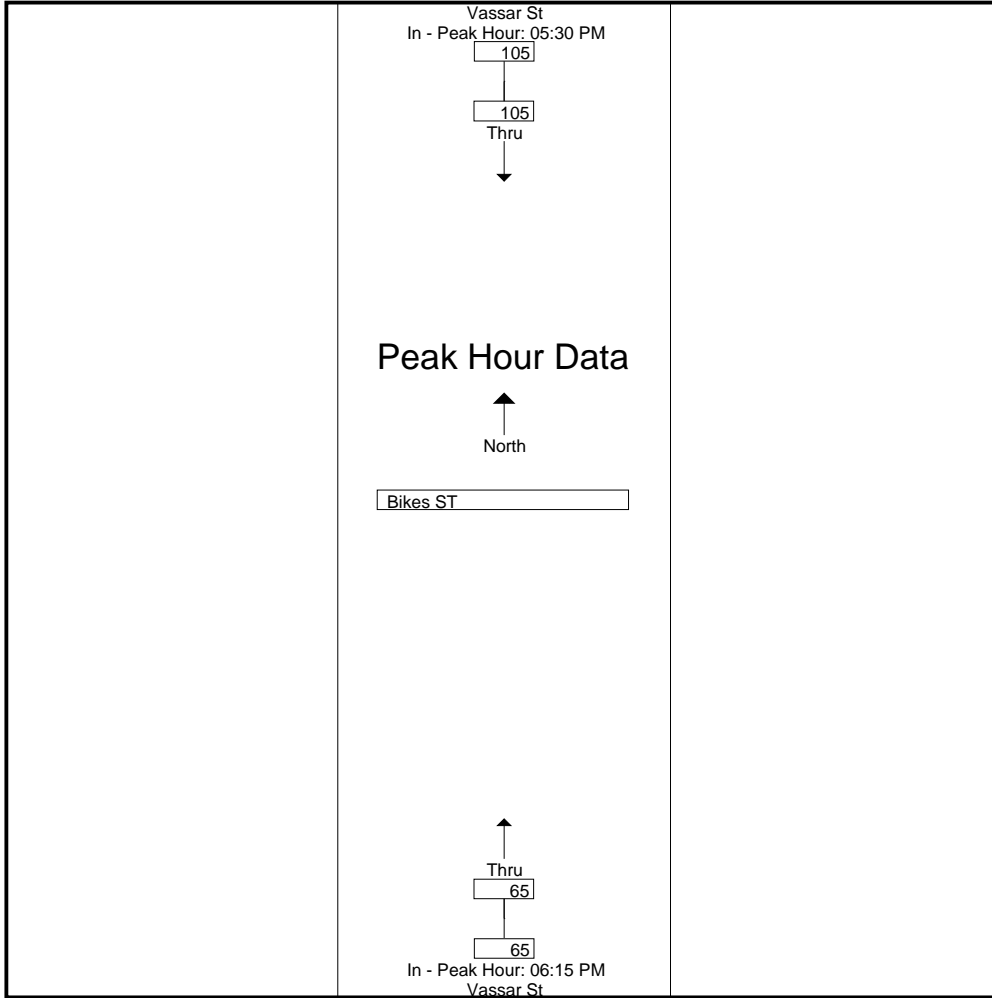 Vassar St
In - Peak Hour: 05:30 PM
105
105
Thru
Peak Hour Data
North
Bikes ST
Thru
65
65
In - Peak Hour: 06:15 PM
Vassar St